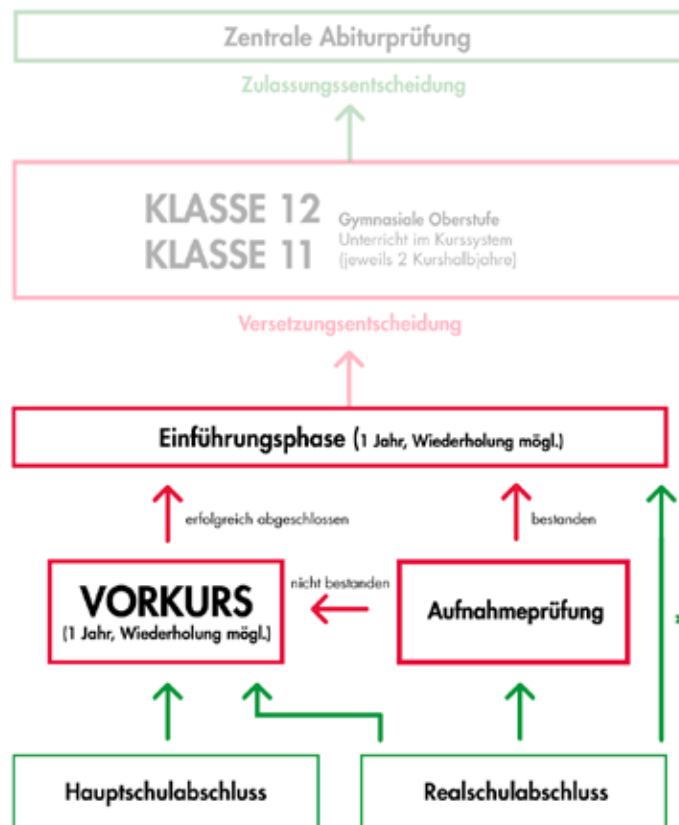 Zentrale Abiturprüfung
Zulassungsentscheidung
KLASSE 12
KLASSE 11
Gymnasiale Oberstufe
Unterricht im Kurssystem
(jeweils 2 Kurshalbjahre)
Versetzungsentscheidung
Einführungsphase (1 Jahr, Wiederholung mögl.)
erfolgreich abgeschlossen
bestanden
VORKURS
(1 Jahr, Wiederholung mögl.)
nicht bestanden
Aufnahmeprüfung
*
Hauptschulabschluss
Realschulabschluss